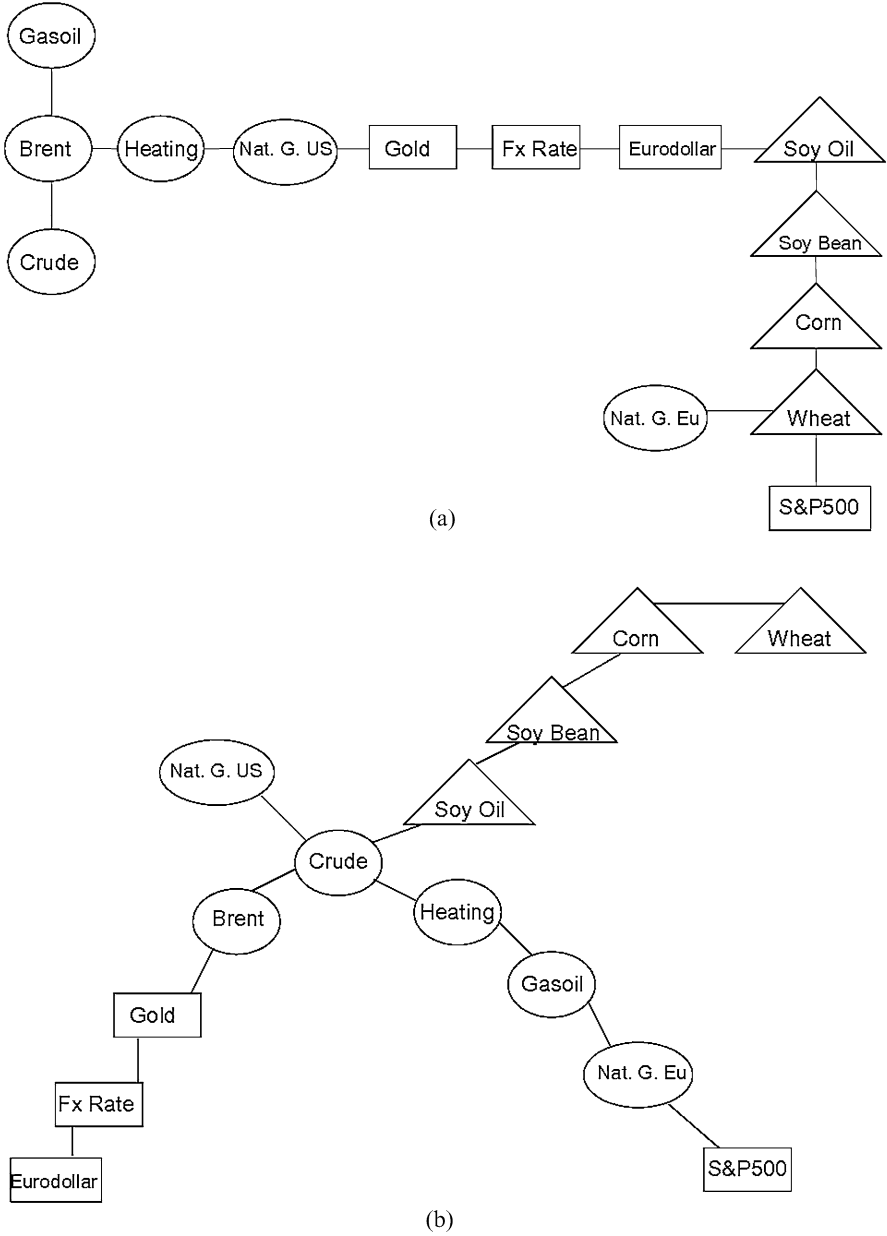 Gasoil
Brent
Heating
Nat. G. US
Gold
Fx Rate
Eurodollar
Soy Oil
Crude
Soy Bean
Corn
Nat. G. Eu
Wheat
S&P500
(a)
Corn
Wheat
Soy Bean
Nat. G. US
Soy Oil
Crude
Brent
Heating
Gasoil
Gold
Nat. G. Eu
Fx Rate
Eurodollar
S&P500
(b)